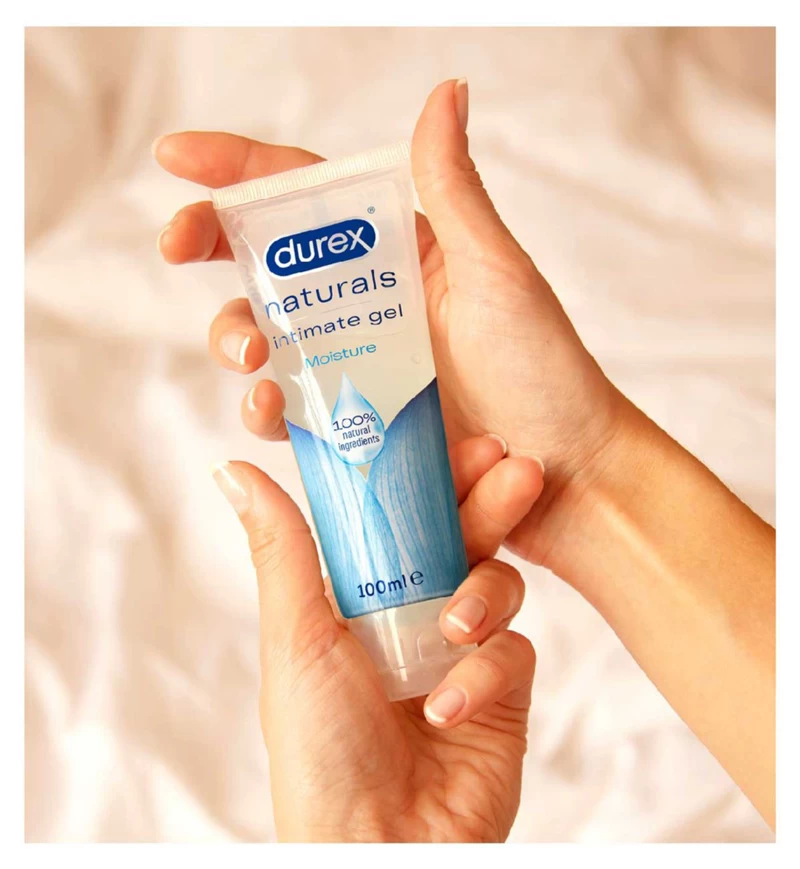 durex®
naturals
intimate gel
Moisture
100%
natural
ingredients
100ml e